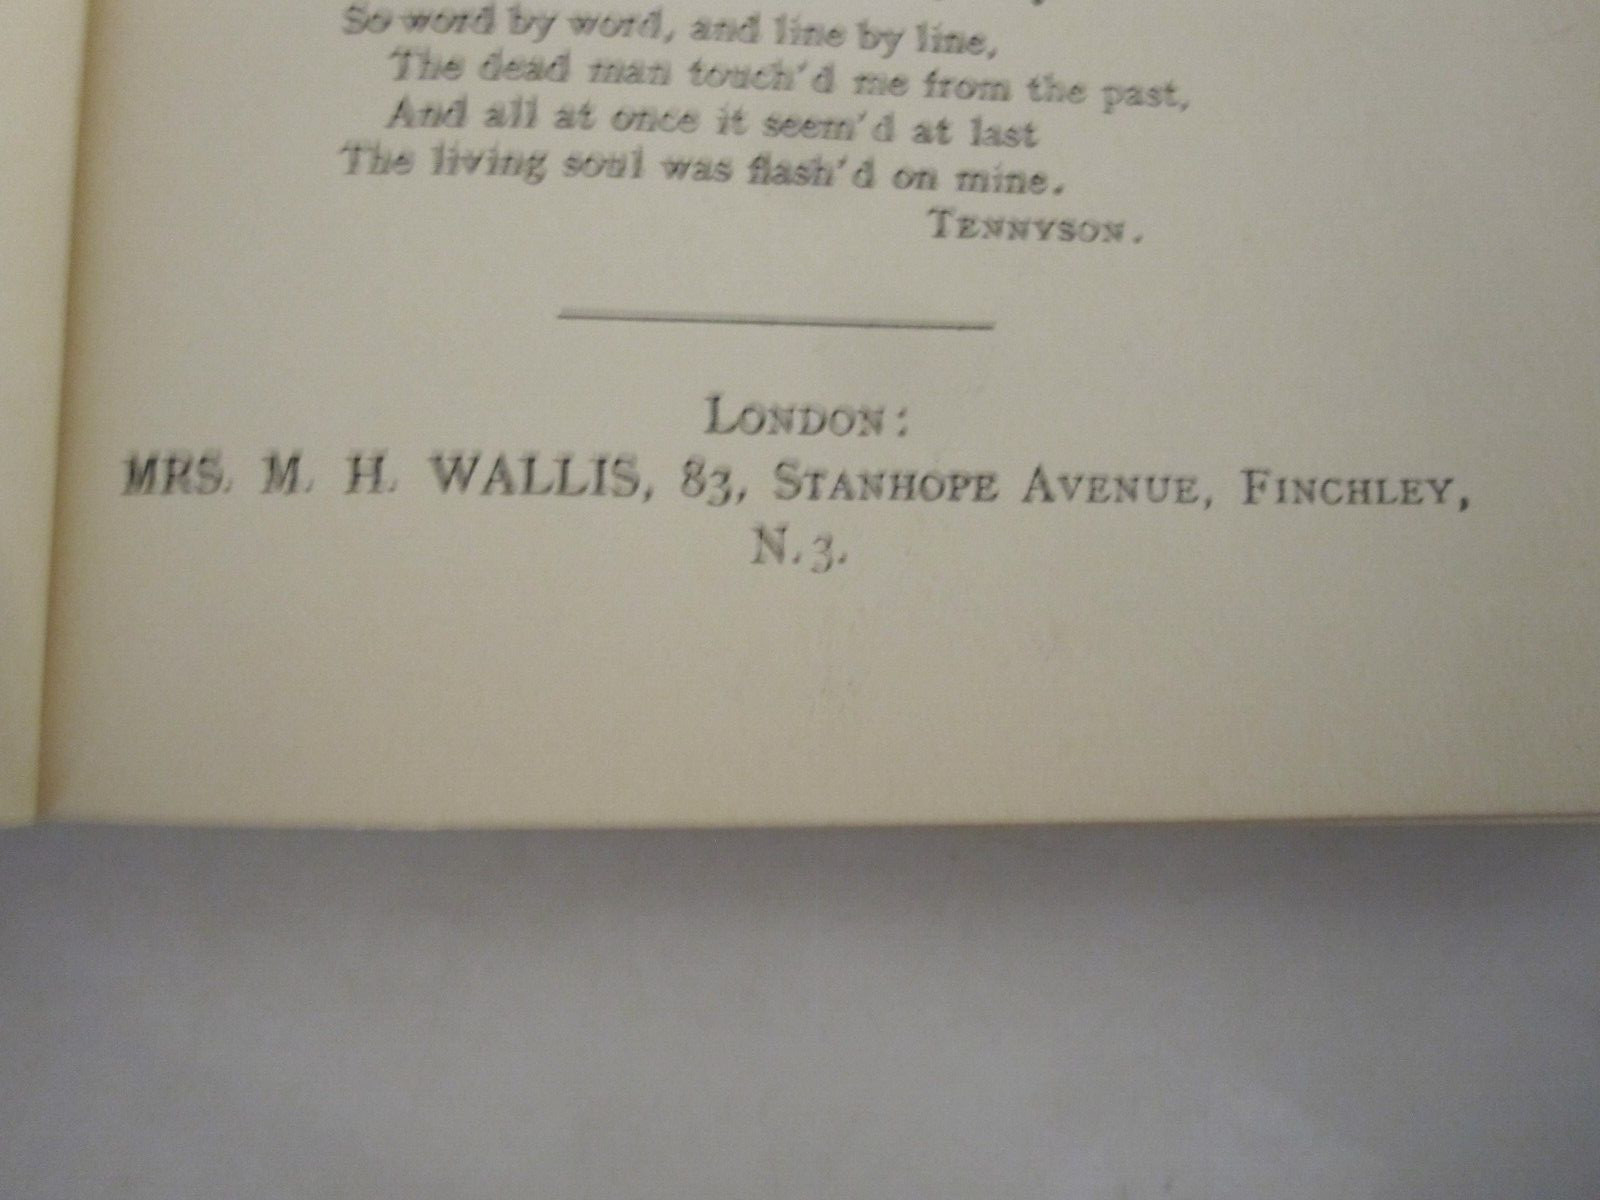 So word by word, and line by line,
The dead man touch'd me from the past,
And all at once it seem'd at last
The living soul was flash'd on mine.
TENNYSON.
LONDON:
MRS. M. H. WALLIS, 83, STANHOPE AVENUE, FINCHLEY,
N.3.